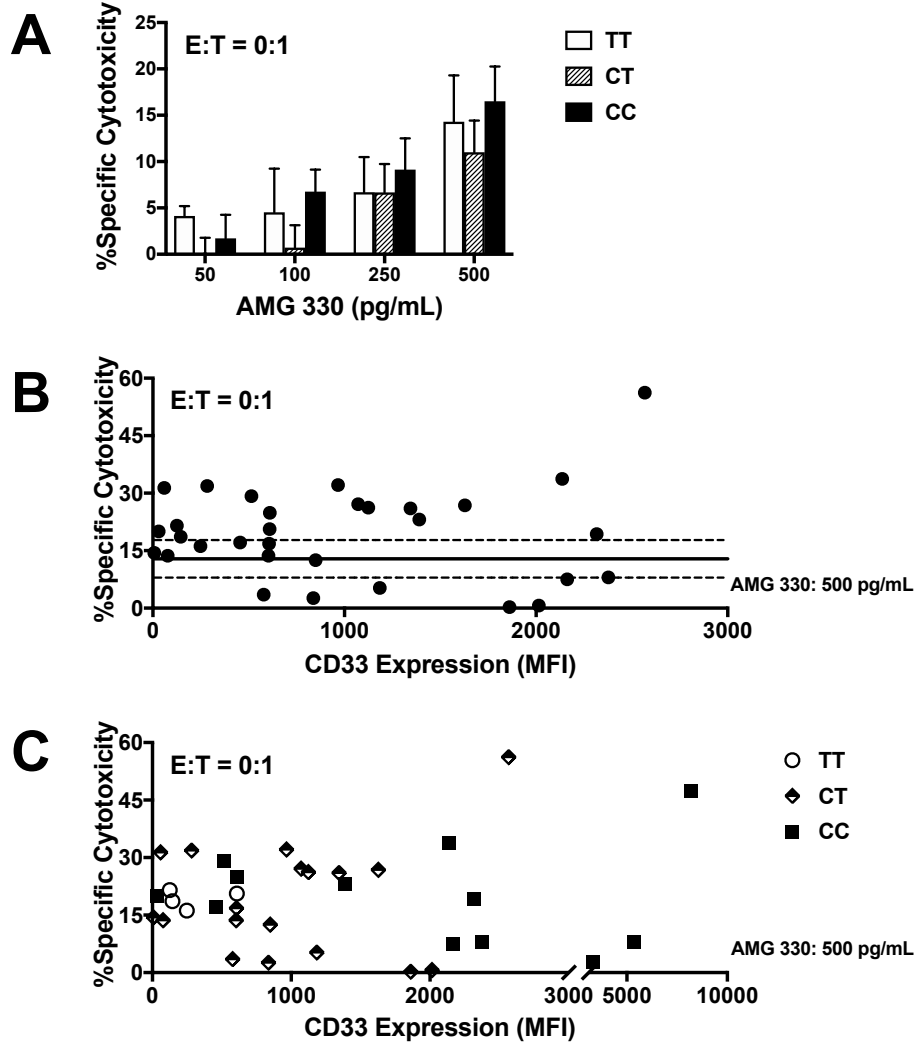 A
%Specific Cytotoxicity
25
20
15
10
5
0
E:T = 0:1
50 100 250 500
AMG 330 (pg/mL)
TT
CT
CC
B
%Specific Cytotoxicity
60
45
30
15
0
E:T = 0:1
AMG 330: 500 pg/mL
0 1000 2000 3000
CD33 Expression (MFI)
C
%Specific Cytotoxicity
60
45
30
15
0
E:T = 0:1
TT
CT
CC
AMG 330: 500 pg/mL
0 1000 2000 3000 5000 10000
CD33 Expression (MFI)